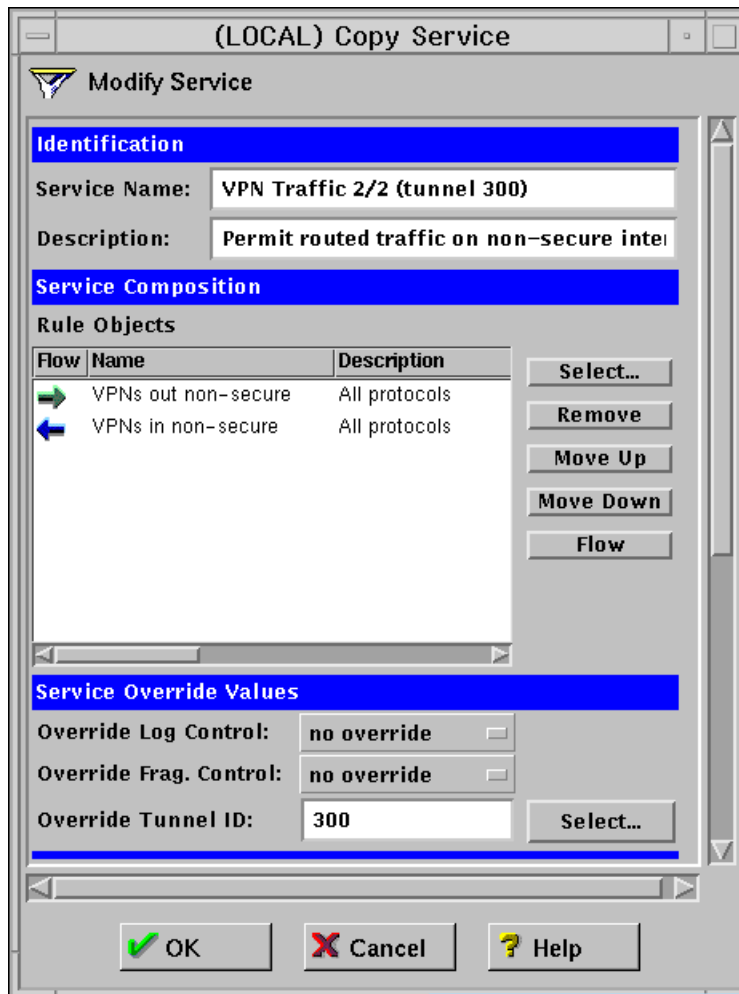 (LOCAL) Copy Service
Modify Service
Identification
Service Name: VPN Traffic 2/2 (tunnel 300)
Description: Permit routed traffic on non-secure
Service Composition
Rule Objects
Flow Name Description
VPNs out non-secure All protocols
VPNs in non-secure All protocols
Select...
Remove
Move Up
Move Down
Flow
Service Override Values
Override Log Control: no override
Override Frag. Control: no override
Override Tunnel ID: 300 Select...
OK Cancel Help